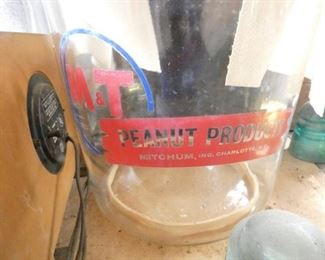 M&T
PEANUT PRODUCTS
MITCHUM, INC. CHARLOTTE, N.C.